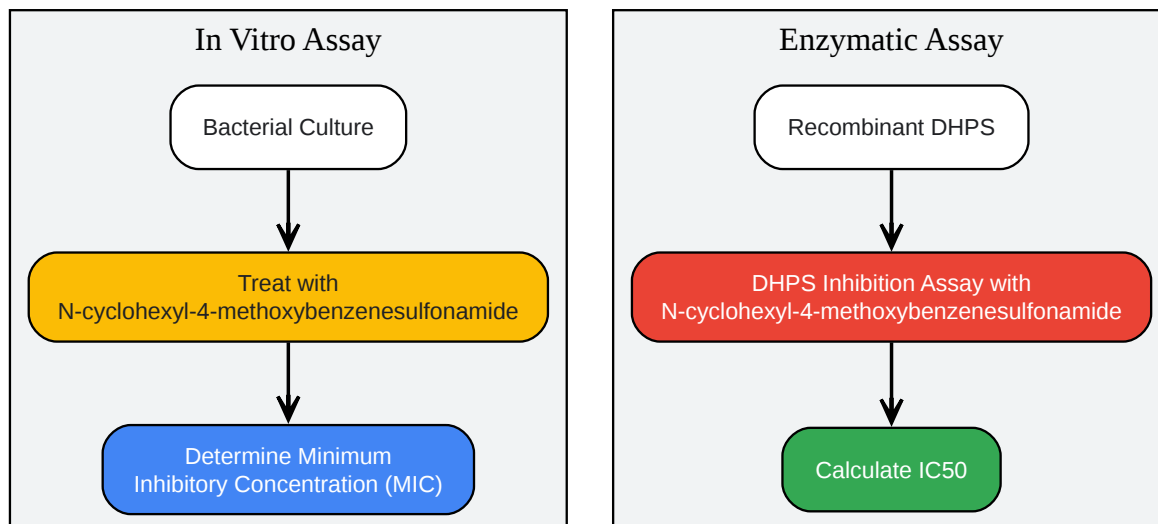 In Vitro Assay
Bacterial Culture
Treat with
N-cyclohexyl-4-methoxybenzenesulfonamide
Determine Minimum
Inhibitory Concentration (MIC)
Enzymatic Assay
Recombinant DHPS
DHPS Inhibition Assay with
N-cyclohexyl-4-methoxybenzenesulfonamide
Calculate IC50